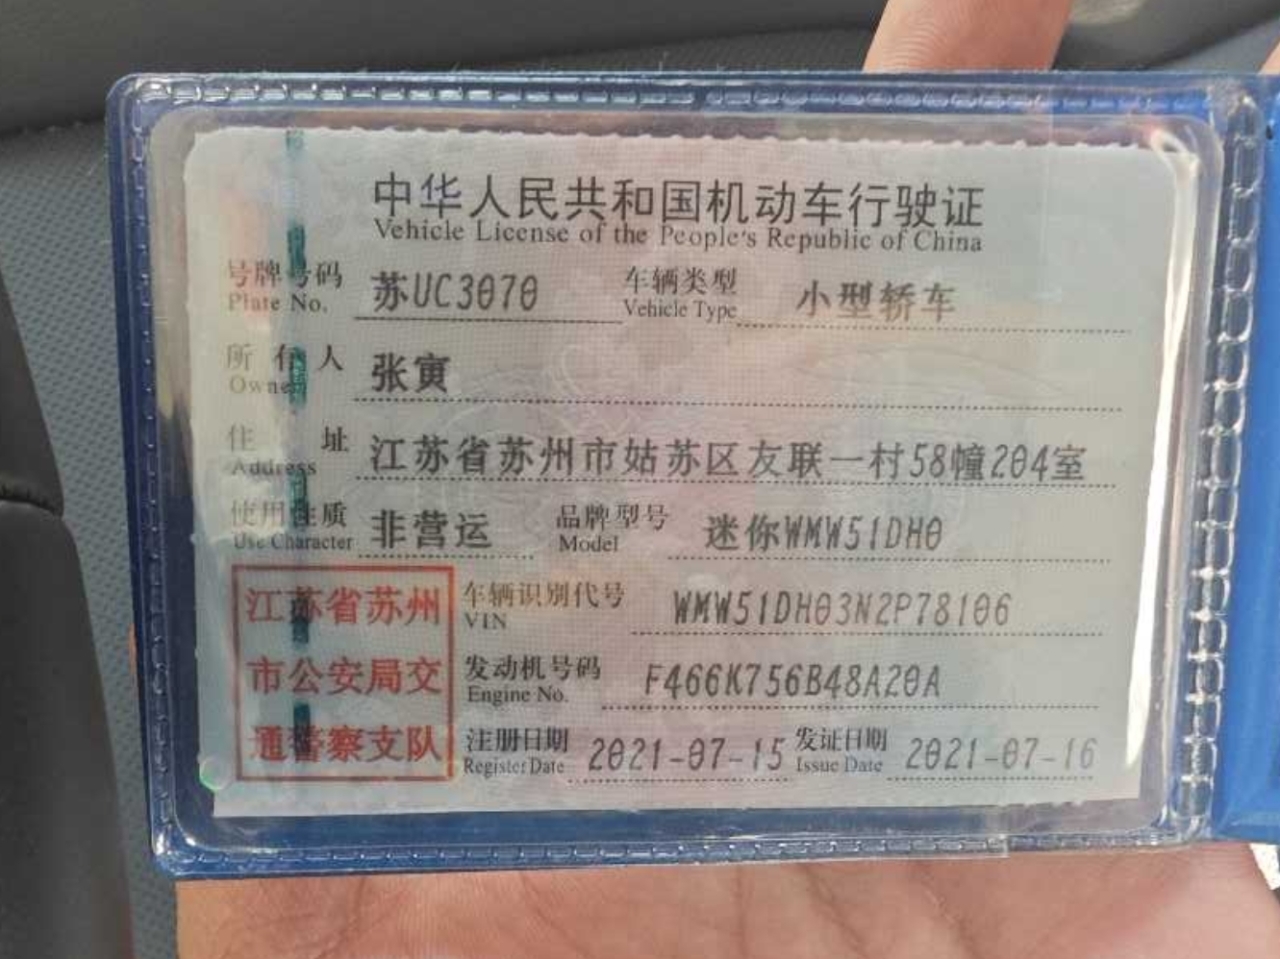 中华人民共和国机动车行驶证
Vehicle License of the People's Republic of China
号牌号码 苏UC3070 车辆类型 小型轿车
Plate No. Vehicle Type
所有人 张寅
Owner
住址 江苏省苏州市姑苏区友联一村58幢204室
Address
使用性质 非营运 品牌型号 迷你WMW51DH0
Use Character Model
江苏省苏州 车辆识别代号 WMW51DH03N2P78106
VIN
市公安局交 发动机号码 F466K756B48A20A
Engine No.
通警察支队 注册日期 2021-07-15 发证日期 2021-07-16
Register Date Issue Date